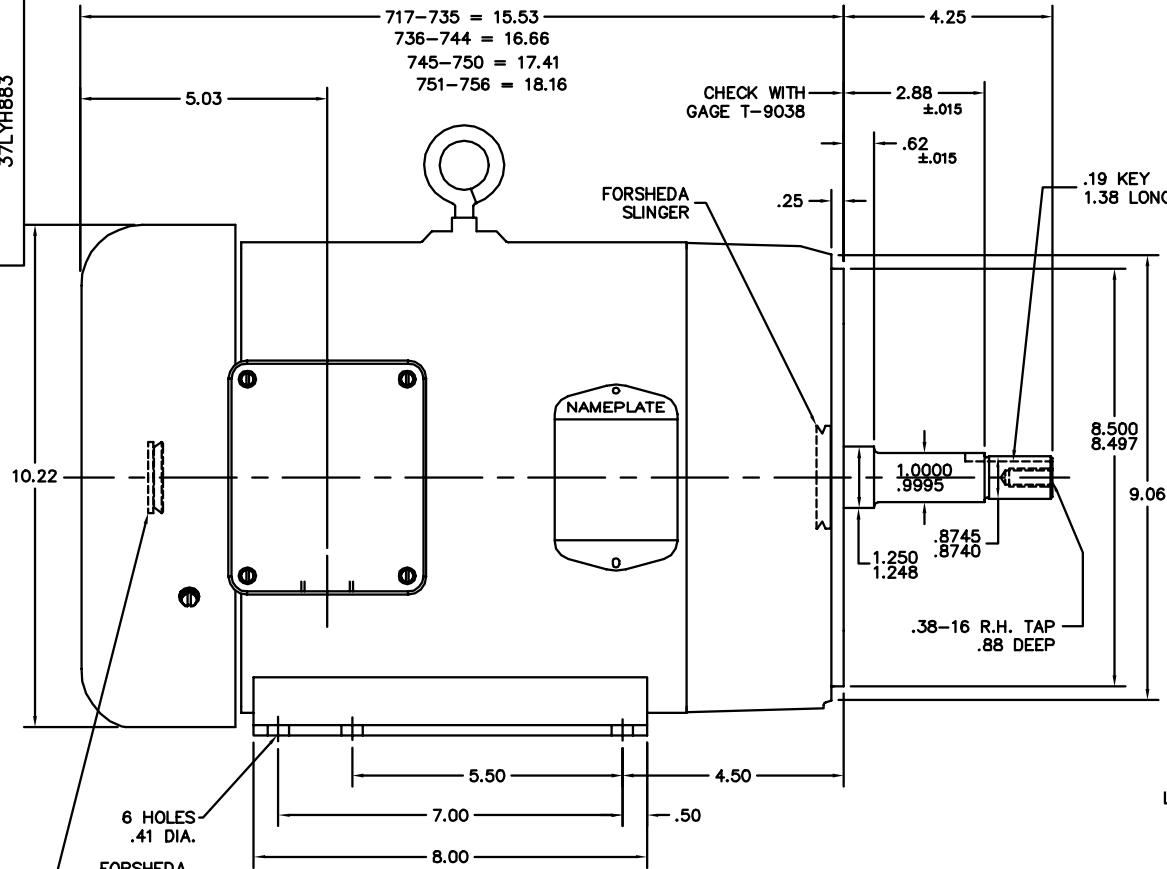 717-735 = 15.53
736-744 = 16.66
745-750 = 17.41
751-756 = 18.16
4.25
37LYH883
5.03
CHECK WITH
GAGE T-9038
2.88
±.015
.62
±.015
FORSHEDA
SLINGER
.25
.19 KEY
1.38 LONG
NAMEPLATE
8.500
8.497
10.22
1.0000
.9995
9.06
.8745
.8740
1.250
1.248
.38-16 R.H. TAP
.88 DEEP
5.50
4.50
6 HOLES
.41 DIA.
7.00
.50
8.00
FORSHEDA